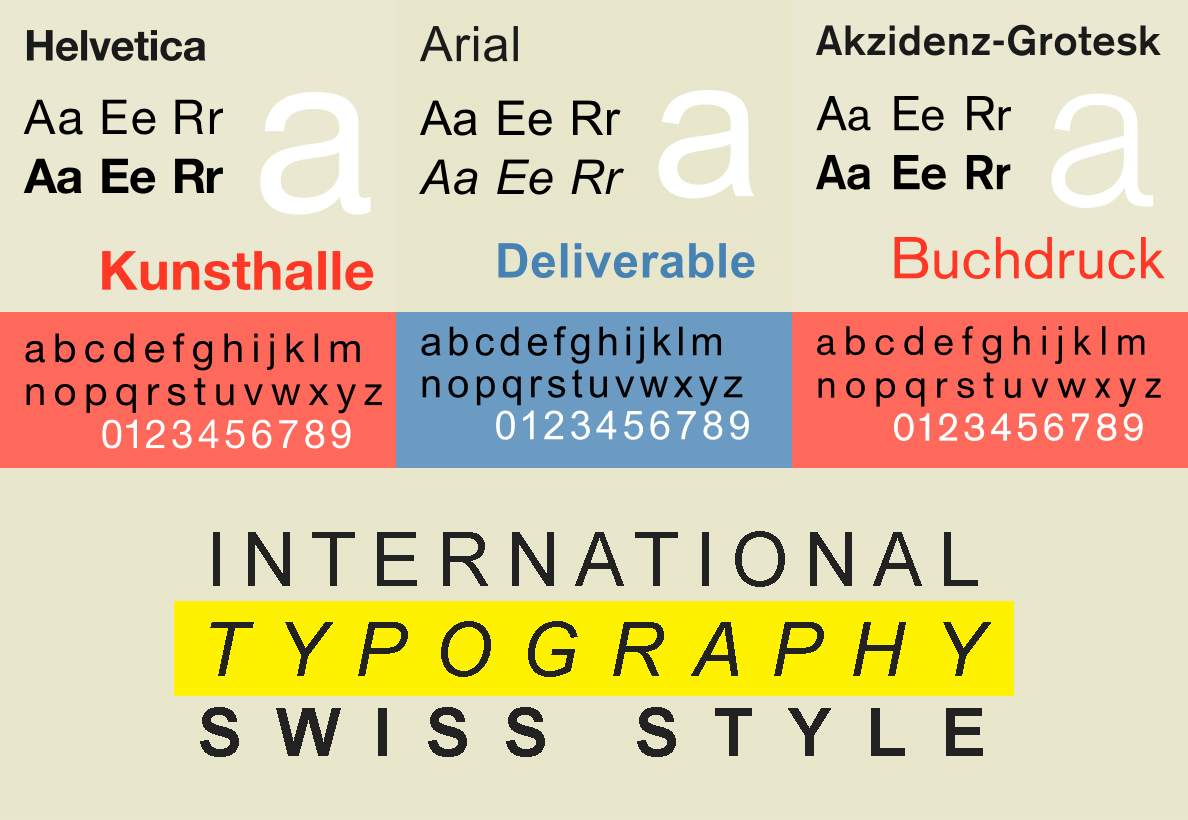 Helvetica
Aa Ee Rr
Aa Ee Rr
a
Kunsthalle
abcdefghijklm
nopqrstuvwxyz
0123456789
Arial
Aa Ee Rr
Aa Ee Rr
a
Deliverable
abcdefghijklm
nopqrstuvwxyz
0123456789
Akzidenz-Grotesk
Aa Ee Rr
Aa Ee Rr
a
Buchdruck
abcdefghijklm
nopqrstuvwxyz
0123456789
INTERNATIONAL
TYPOGRAPHY
SWISS STYLE